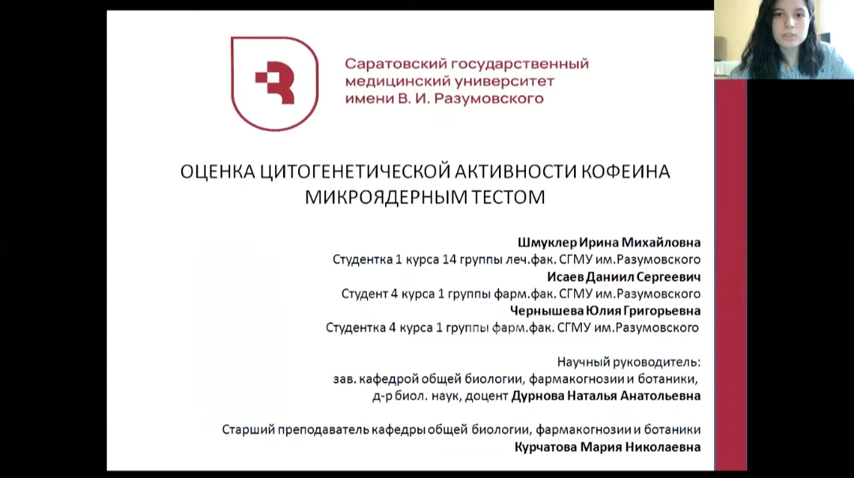 Саратовский государственный
медицинский университет
имени В. И. Разумовского
ОЦЕНКА ЦИТОГЕНЕТИЧЕСКОЙ АКТИВНОСТИ КОФЕИНА
МИКРОЯДЕРНЫМ ТЕСТОМ
Шмуклер Ирина Михайловна
Студентка 1 курса 14 группы леч.фак. СГМУ им.Разумовского
Исаев Даниил Сергеевич
Студент 4 курса 1 группы фарм.фак. СГМУ им.Разумовского
Чернышева Юлия Григорьевна
Студентка 4 курса 1 группы фарм.фак. СГМУ им.Разумовского
Научный руководитель:
зав. кафедрой общей биологии, фармакогнозии и ботаники,
д-р биол. наук, доцент Дурнова Наталья Анатольевна
Старший преподаватель кафедры общей биологии, фармакогнозии и ботаники
Курчатова Мария Николаевна